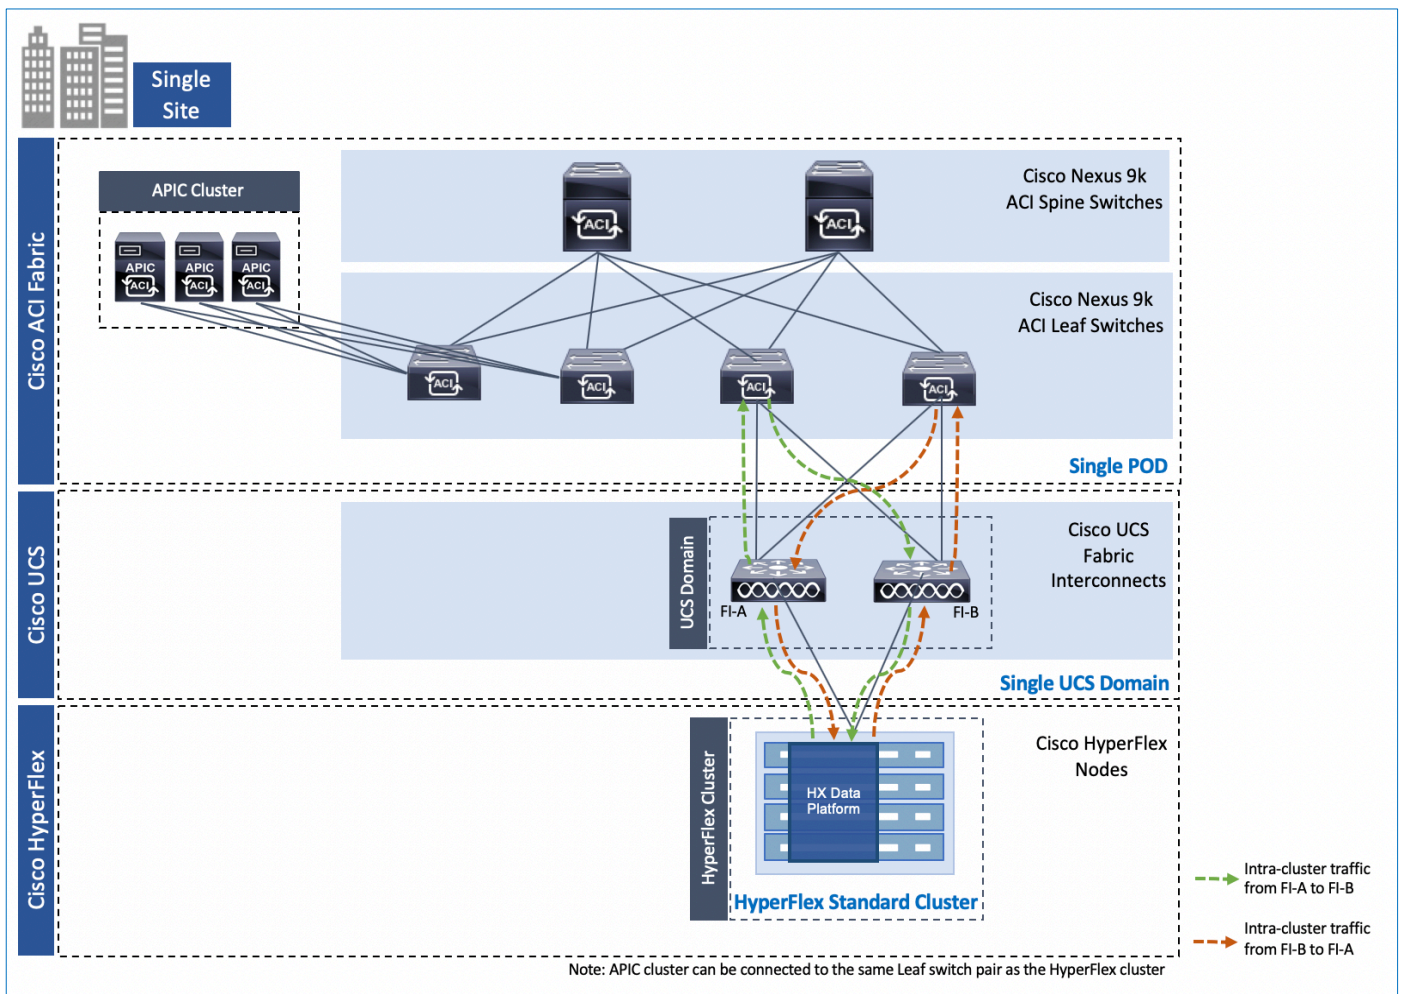 Single
Site
Cisco ACI Fabric
APIC Cluster
APIC
ACI
APIC
ACI
APIC
ACI
ACI
ACI
Cisco Nexus 9k
ACI Spine Switches
Cisco Nexus 9k
ACI Leaf Switches
ACI
ACI
ACI
ACI
Single POD
Cisco UCS
UCS Domain
FI-A
FI-B
Cisco UCS
Fabric
Interconnects
Single UCS Domain
Cisco HyperFlex
HyperFlex Cluster
HX Data
Platform
HyperFlex Standard Cluster
Cisco HyperFlex
Nodes
Intra-cluster traffic
from FI-A to FI-B
Intra-cluster traffic
from FI-B to FI-A
Note: APIC cluster can be connected to the same Leaf switch pair as the HyperFlex cluster